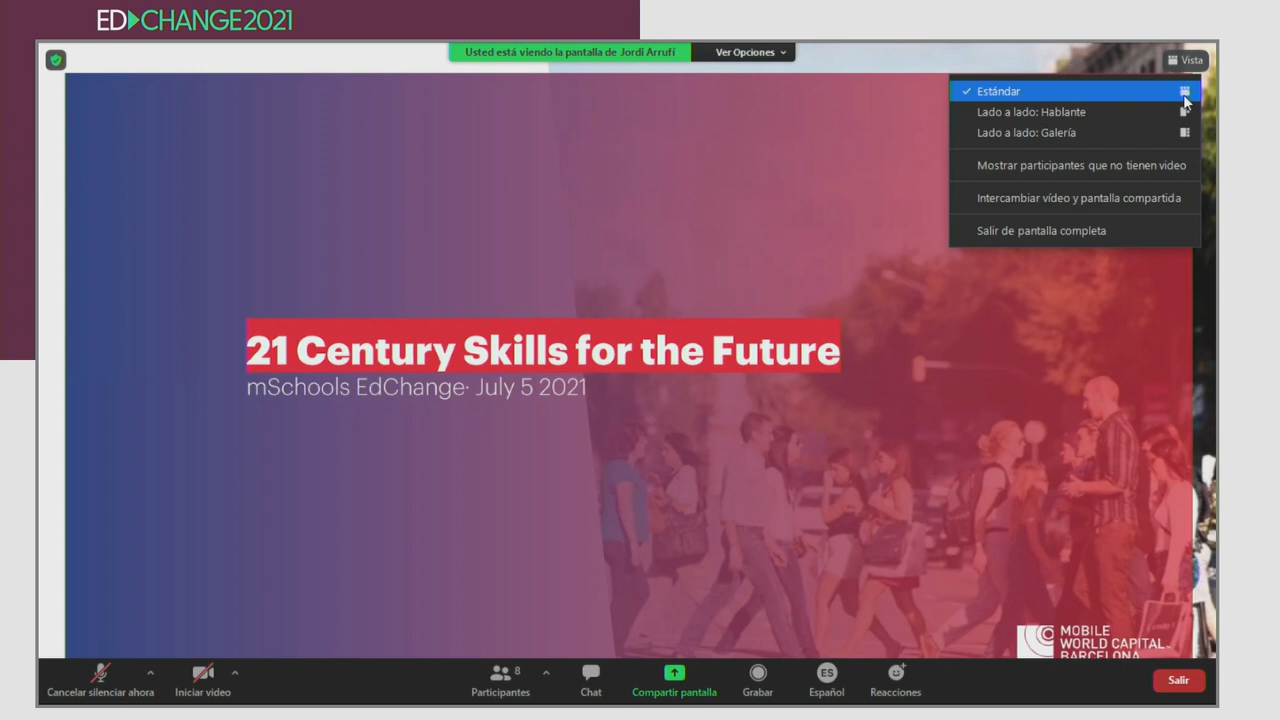 ED CHANGE2021
Usted está viendo la pantalla de Jordi Arrufí
Ver Opciones
Vista
Estándar
Lado a lado: Hablante
Lado a lado: Galería
Mostrar participantes que no tienen video
Intercambiar vídeo y pantalla compartida
Salir de pantalla completa
21 Century Skills for the Future
mSchools EdChange· July 5 2021
MOBILE
WORLD CAPITAL™
BARCELONA
Cancelar silenciar ahora
Iniciar video
8
Participantes
Chat
Compartir pantalla
Grabar
ES
Español
Reacciones
Salir